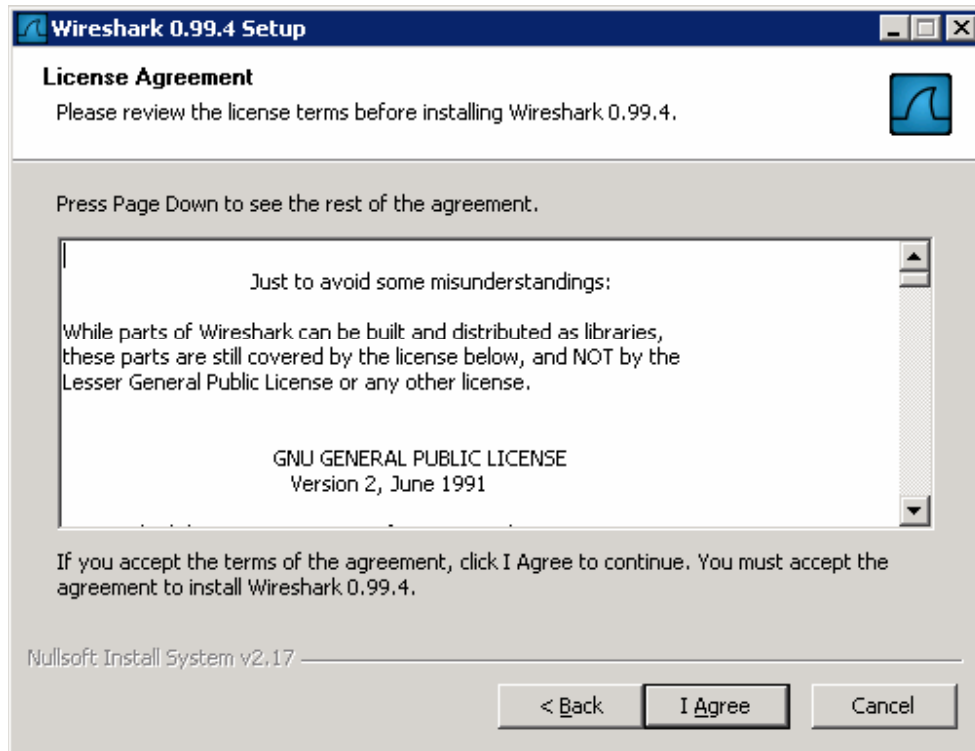 Wireshark 0.99.4 Setup
License Agreement
Please review the license terms before installing Wireshark 0.99.4.
Press Page Down to see the rest of the agreement.
Just to avoid some misunderstandings:
While parts of Wireshark can be built and distributed as libraries,
these parts are still covered by the license below, and NOT by the
Lesser General Public License or any other license.
GNU GENERAL PUBLIC LICENSE
Version 2, June 1991
If you accept the terms of the agreement, click I Agree to continue. You must accept the
agreement to install Wireshark 0.99.4.
Nullsoft Install System v2.17
< Back
I Agree
Cancel